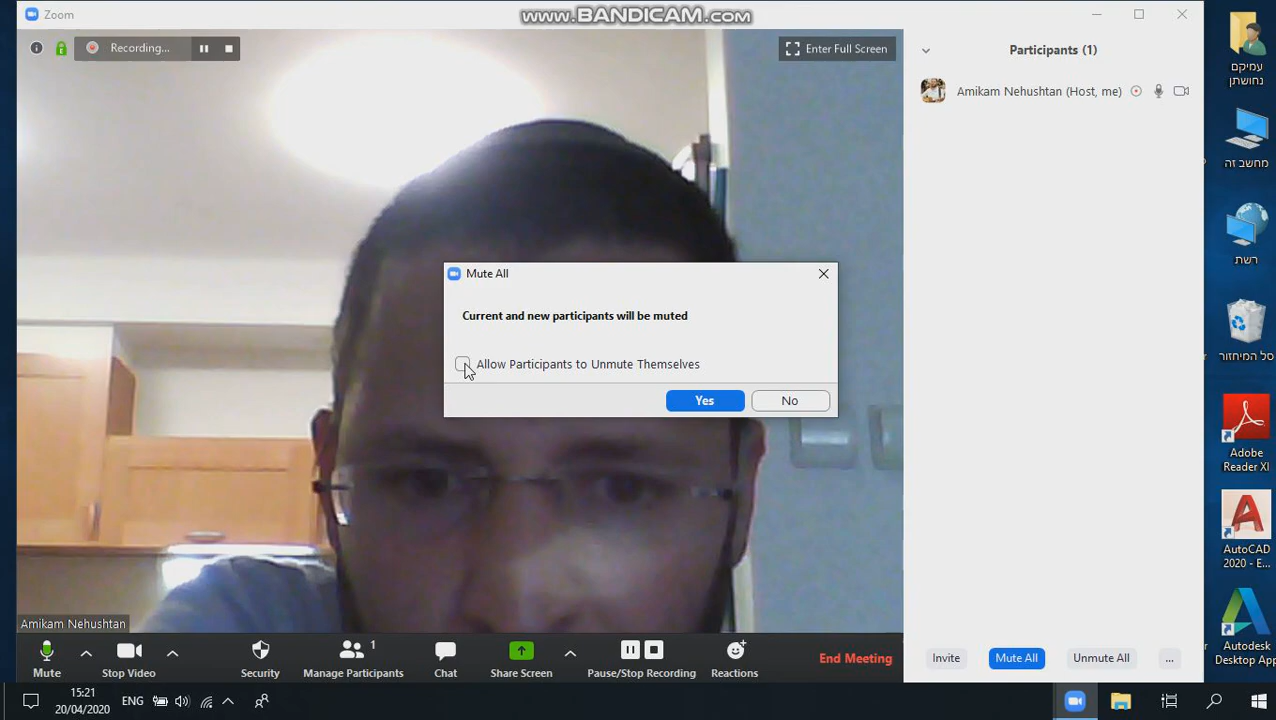 Zoom
www.BANDICAM.com
Recording...
Enter Full Screen
Participants (1)
Amikam Nehushtan (Host, me)
Mute All
Current and new participants will be muted
Allow Participants to Unmute Themselves
Yes
No
Amikam Nehushtan
Mute
Stop Video
Security
Manage Participants
1
Chat
Share Screen
Pause/Stop Recording
Reactions
End Meeting
Invite
Mute All
Unmute All
...
עמיקם
נחושתן
מחשב זה
רשת
סל המיחזור
Adobe
Reader XI
AutoCAD
2020 - E...
Autodesk
Desktop App
15:21
20/04/2020
ENG